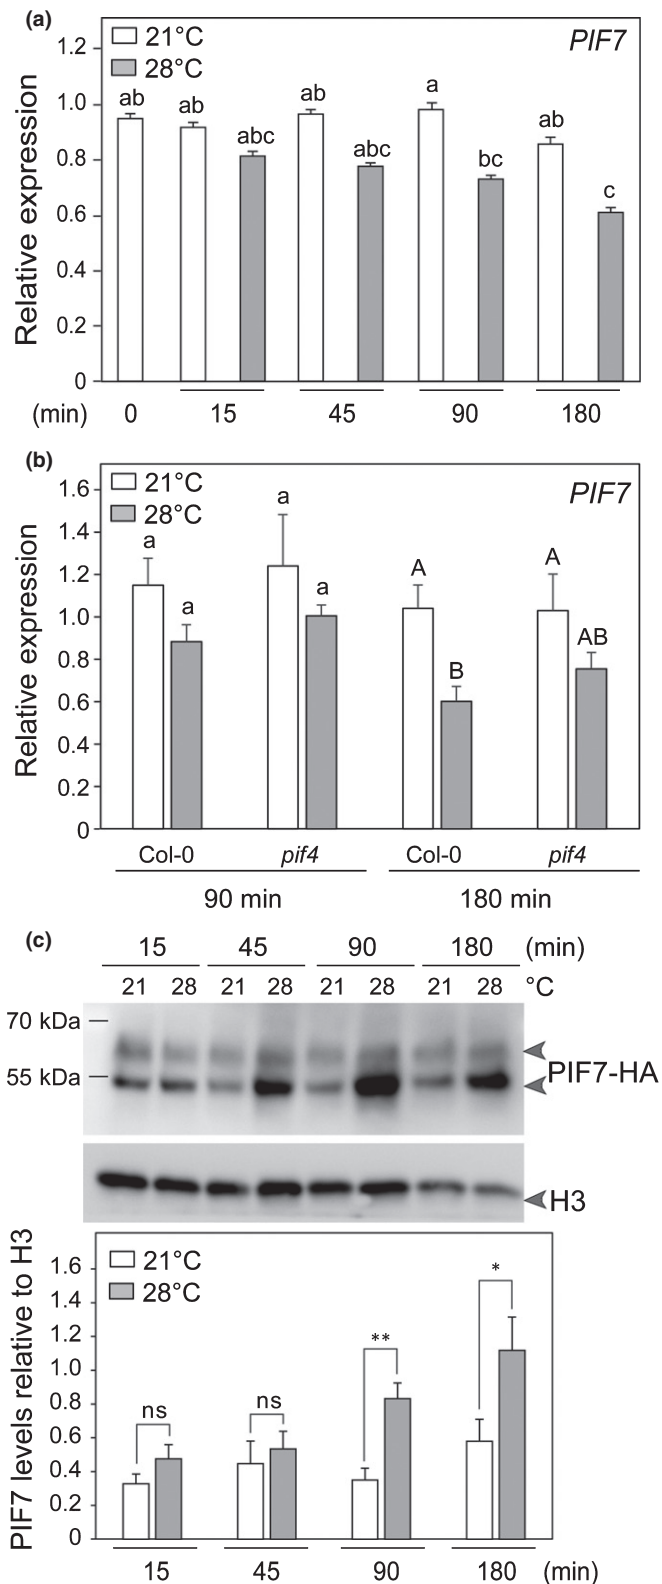 (a)
PIF7
21°C
28°C
Relative expression
1.2
1.0
0.8
0.6
0.4
0.2
0
ab
ab
abc
ab
abc
a
bc
ab
c
(min) 0 15 45 90 180
(b)
PIF7
21°C
28°C
Relative expression
1.6
1.4
1.2
1.0
0.8
0.6
0.4
0.2
0
a
a
a
a
A
B
A
AB
Col-0 pif4 Col-0 pif4
90 min 180 min
(c)
15 45 90 180 (min)
21 28 21 28 21 28 21 28 °C
70 kDa
55 kDa
PIF7-HA
H3
PIF7 levels relative to H3
21°C
28°C
1.6
1.4
1.2
1.0
0.8
0.6
0.4
0.2
0
ns
ns
**
*
15 45 90 180 (min)